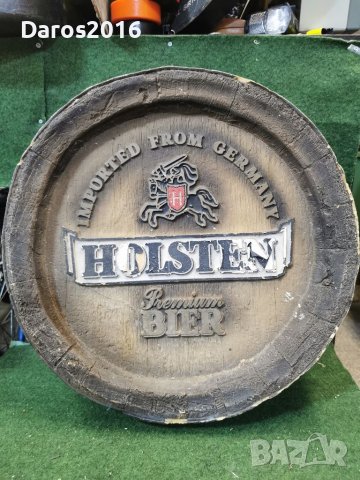 Daros2016
IMPORTED FROM GERMANY
H
HOLSTEN
Premium
BIER
BAZAR